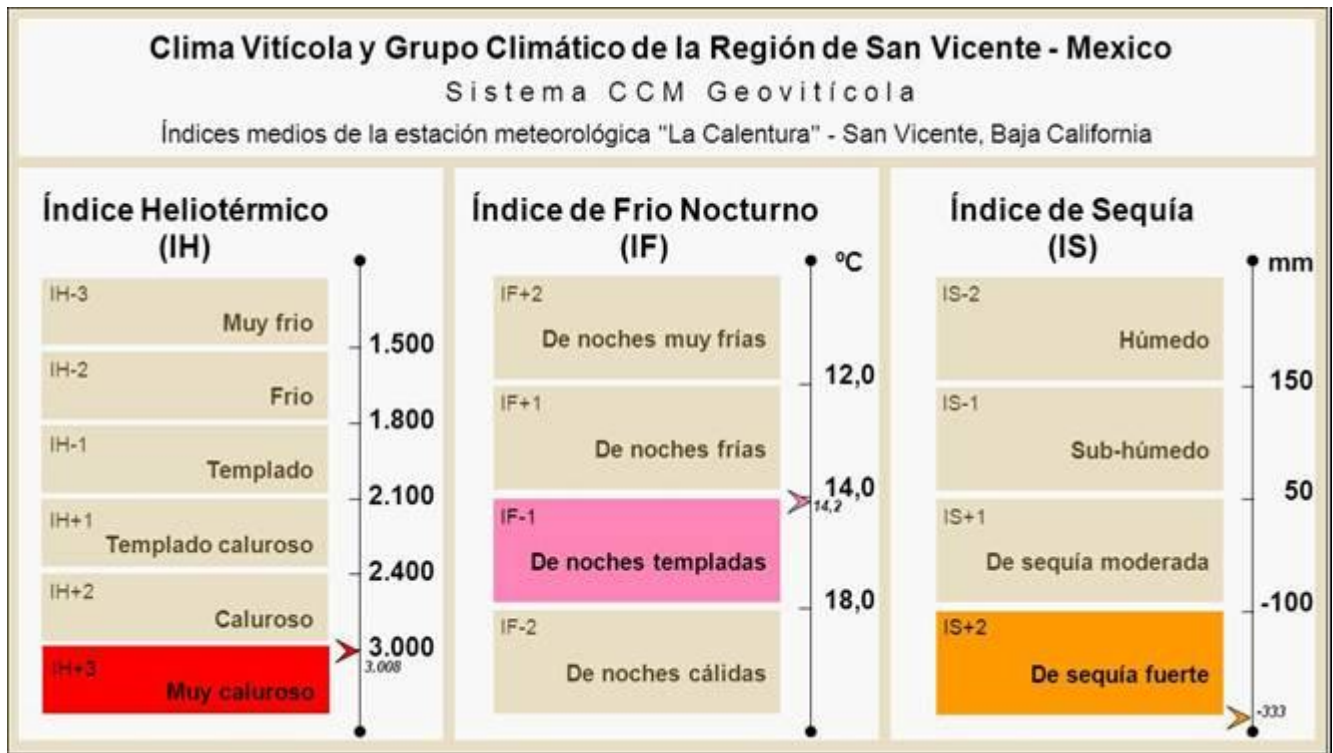 Clima Vitícola y Grupo Climático de la Región de San Vicente - Mexico
Sistema CCM Geovitícola
Índices medios de la estación meteorológica "La Calentura" - San Vicente, Baja California
Índice Heliotérmico
(IH)
IH-3
Muy frio
1.500
IH-2
Frio
1.800
IH-1
Templado
2.100
IH+1
Templado caluroso
2.400
IH+2
Caluroso
3.000
3.008
IH+3
Muy caluroso
Índice de Frio Nocturno
(IF)
ºC
IF+2
De noches muy frías
12,0
IF+1
De noches frías
14,0
14,2
IF-1
De noches templadas
18,0
IF-2
De noches cálidas
Índice de Sequía
(IS)
mm
IS-2
Húmedo
150
IS-1
Sub-húmedo
50
IS+1
De sequía moderada
-100
IS+2
De sequía fuerte
-333